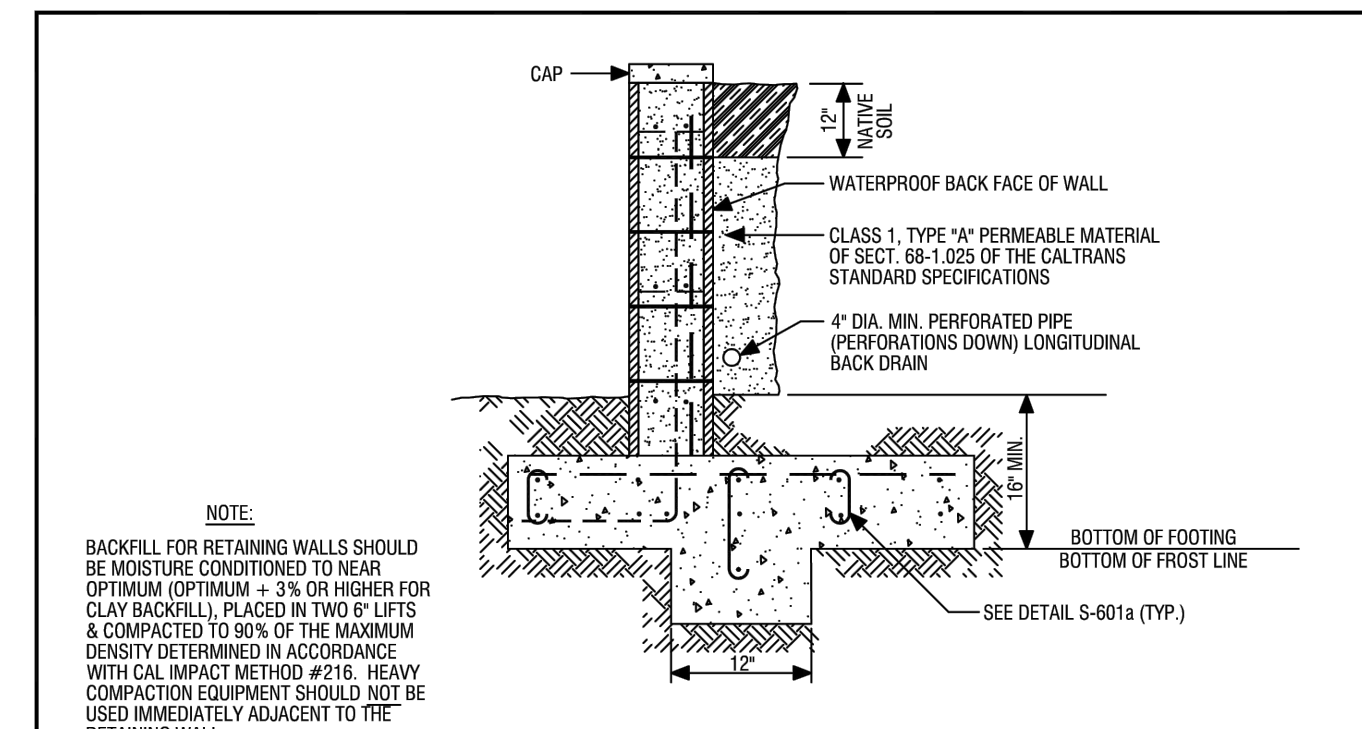 CAP
12"
NATIVE
SOIL
WATERPROOF BACK FACE OF WALL
CLASS 1, TYPE "A" PERMEABLE MATERIAL
OF SECT. 68-1.025 OF THE CALTRANS
STANDARD SPECIFICATIONS
4" DIA. MIN. PERFORATED PIPE
(PERFORATIONS DOWN) LONGITUDINAL
BACK DRAIN
16" MIN.
BOTTOM OF FOOTING
BOTTOM OF FROST LINE
SEE DETAIL S-601a (TYP.)
12"
NOTE:
BACKFILL FOR RETAINING WALLS SHOULD
BE MOISTURE CONDITIONED TO NEAR
OPTIMUM (OPTIMUM + 3% OR HIGHER FOR
CLAY BACKFILL), PLACED IN TWO 6" LIFTS
& COMPACTED TO 90% OF THE MAXIMUM
DENSITY DETERMINED IN ACCORDANCE
WITH CAL IMPACT METHOD #216. HEAVY
COMPACTION EQUIPMENT SHOULD NOT BE
USED IMMEDIATELY ADJACENT TO THE